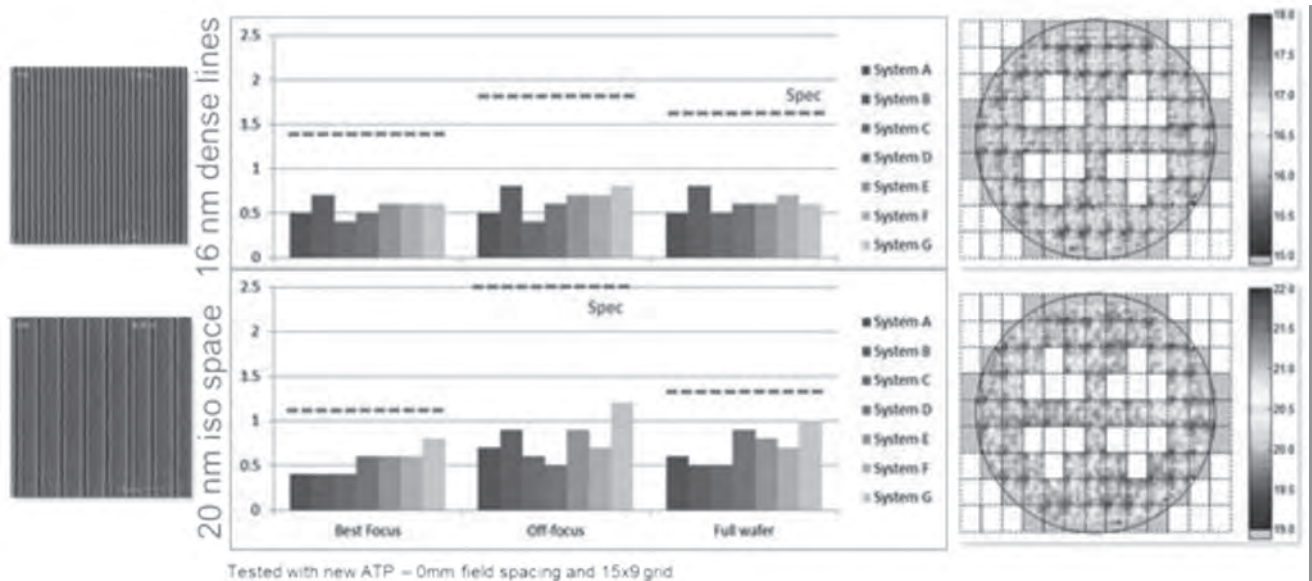 16 nm dense lines
2.5
2
1.5
1
0.5
0
Spec
System A
System B
System C
System D
System E
System F
System G
18.0
17.5
17.0
16.5
16.0
15.5
15.0
20 nm iso space
2.5
2
1.5
1
0.5
0
Spec
System A
System B
System C
System D
System E
System F
System G
Best Focus
Off-focus
Full wafer
22.0
21.5
21.0
20.5
20.0
19.5
19.0
Tested with new ATP – 0mm field spacing and 15x9 grid